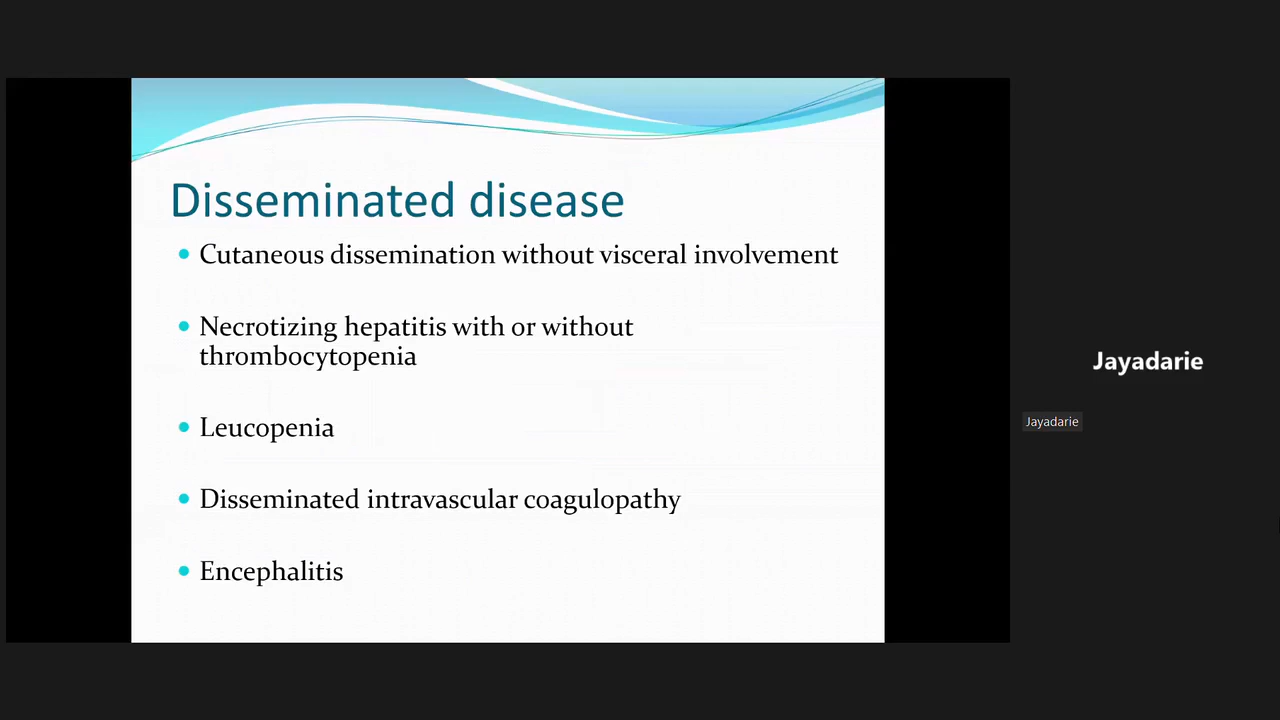 Disseminated disease
• Cutaneous dissemination without visceral involvement
• Necrotizing hepatitis with or without
thrombocytopenia
• Leucopenia
• Disseminated intravascular coagulopathy
• Encephalitis
Jayadarie
Jayadarie